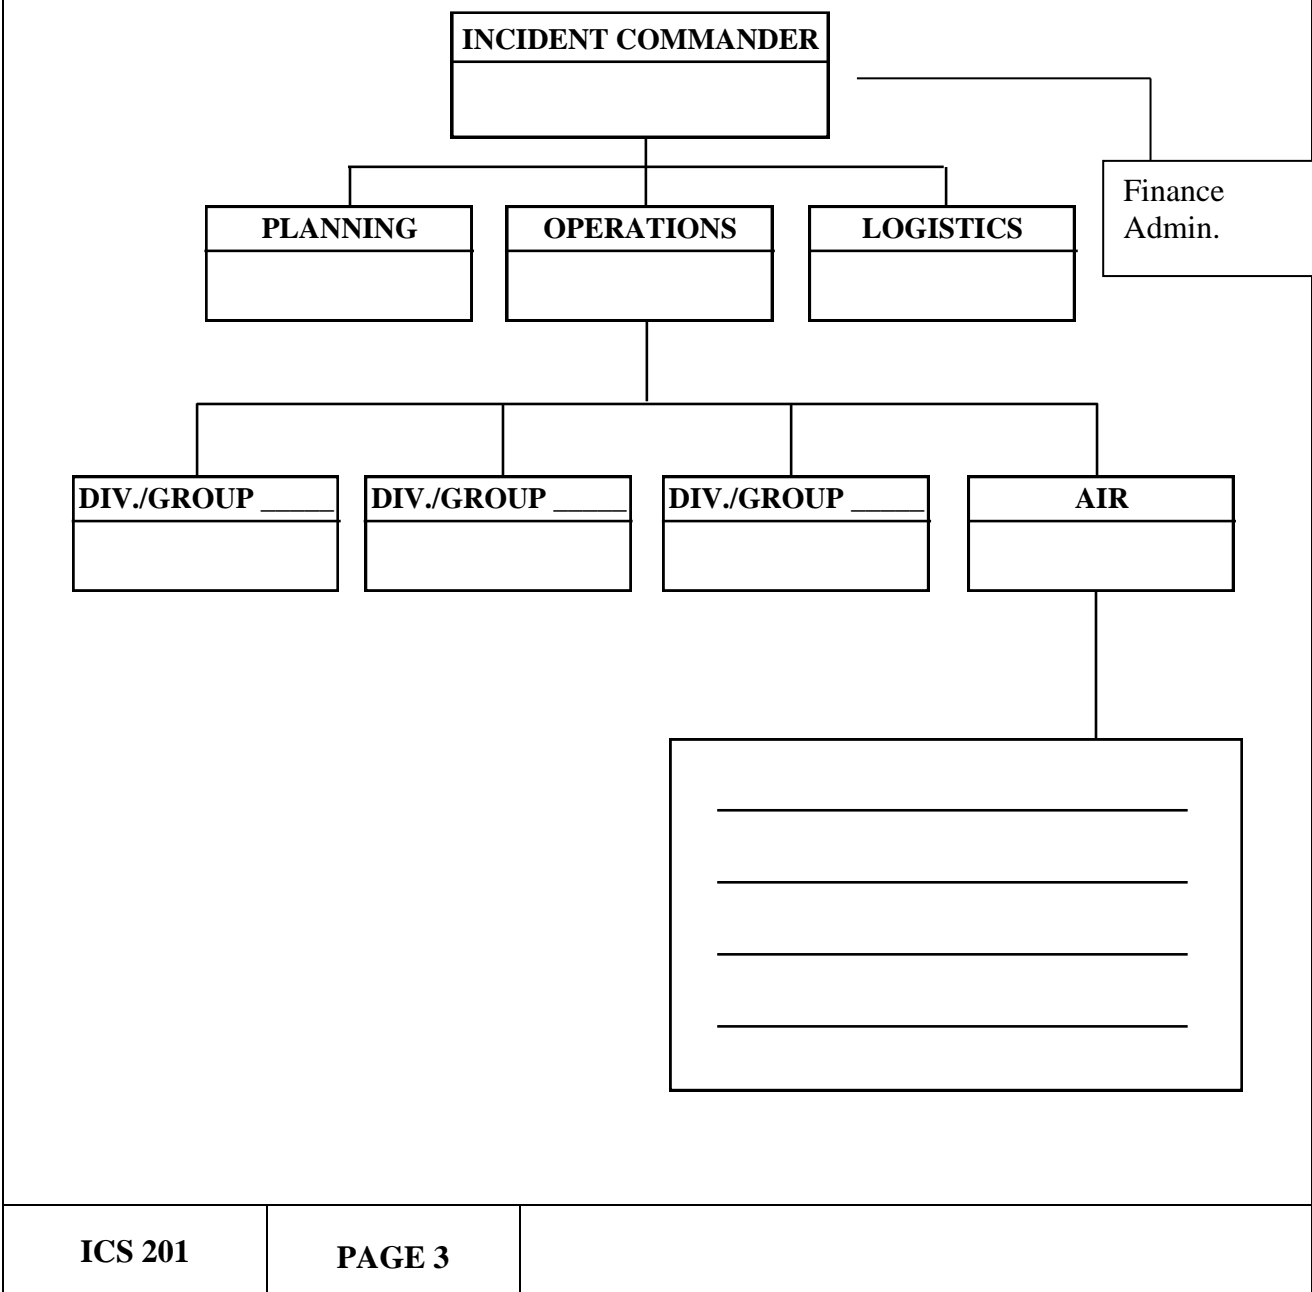 INCIDENT COMMANDER
Finance
Admin.
PLANNING
OPERATIONS
LOGISTICS
DIV./GROUP _____
DIV./GROUP _____
DIV./GROUP _____
AIR
ICS 201
PAGE 3